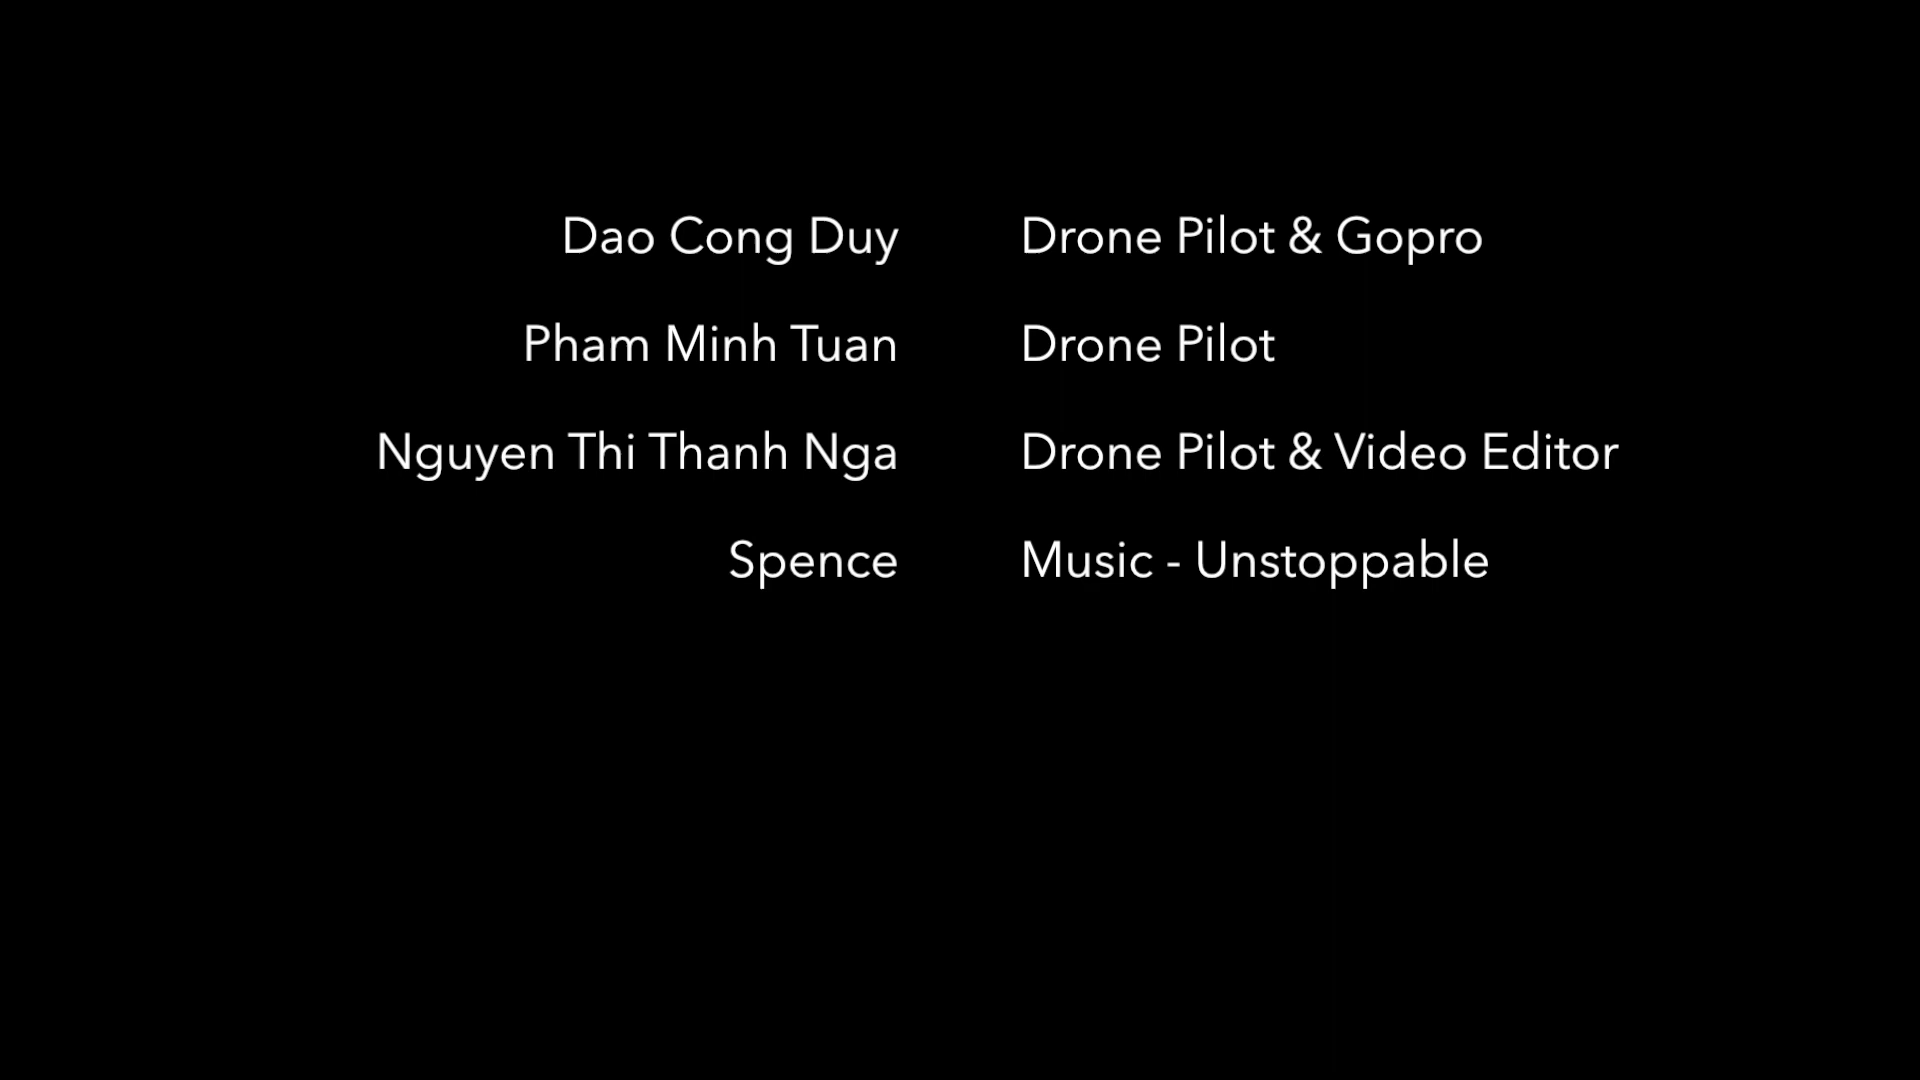 Dao Cong Duy Drone Pilot & Gopro
Pham Minh Tuan Drone Pilot
Nguyen Thi Thanh Nga Drone Pilot & Video Editor
Spence Music - Unstoppable